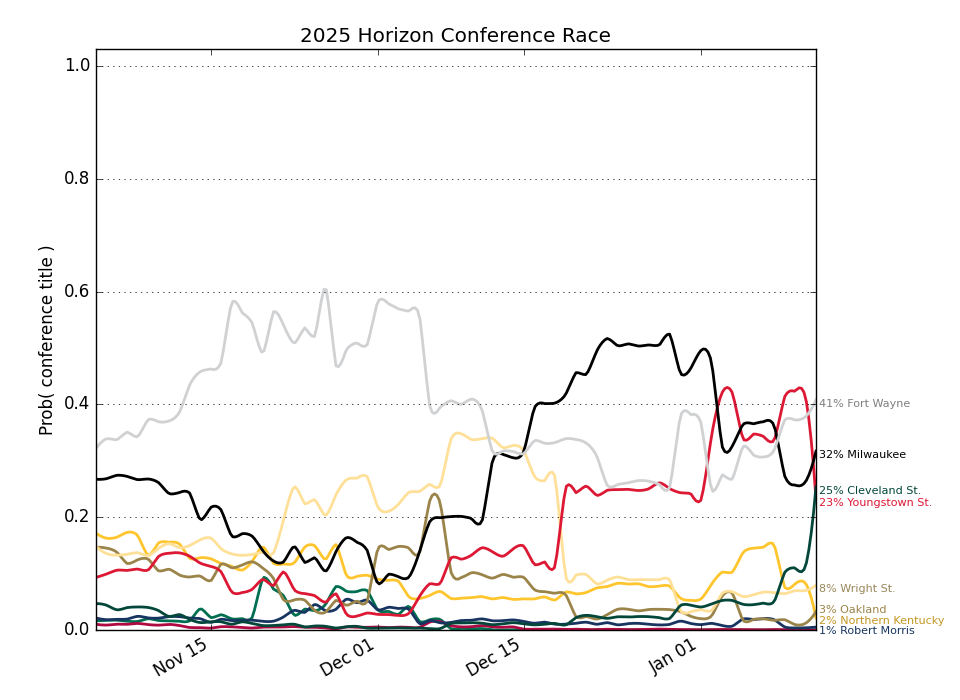 2025 Horizon Conference Race
Prob( conference title )
1.0
0.8
0.6
0.4
0.2
0.0
Nov 15
Dec 01
Dec 15
Jan 01
41% Fort Wayne
32% Milwaukee
25% Cleveland St.
23% Youngstown St.
8% Wright St.
3% Oakland
2% Northern Kentucky
1% Robert Morris